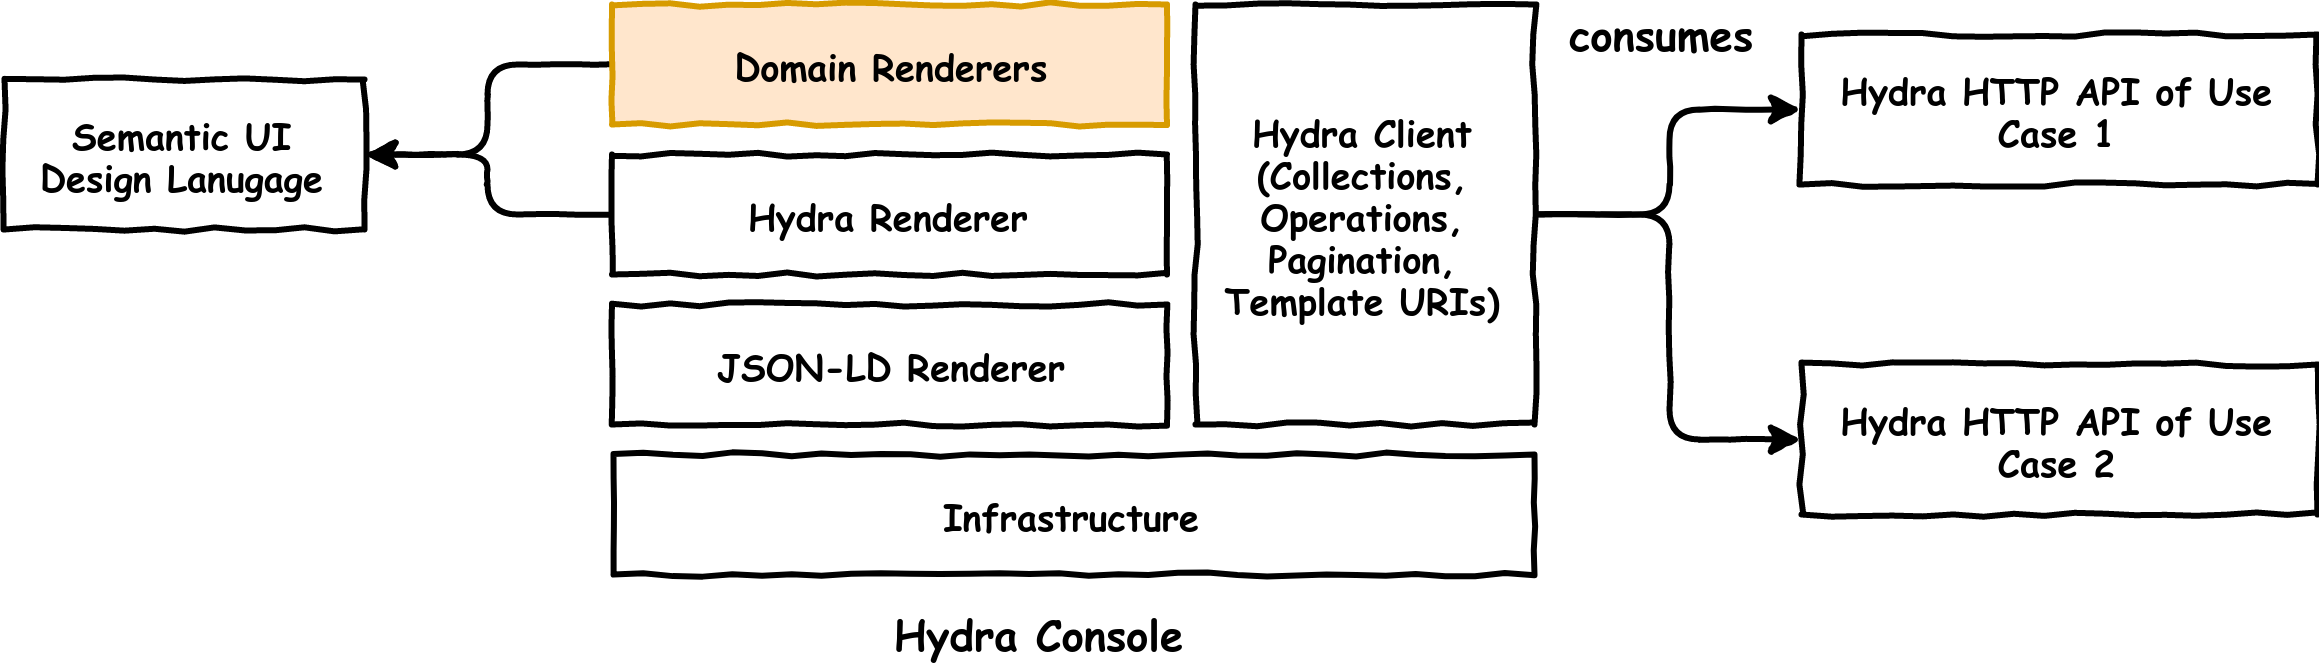 Semantic UI
Design Lanugage
Domain Renderers
Hydra Renderer
JSON-LD Renderer
Hydra Client
(Collections,
Operations,
Pagination,
Template URIs)
Infrastructure
Hydra Console
consumes
Hydra HTTP API of Use
Case 1
Hydra HTTP API of Use
Case 2